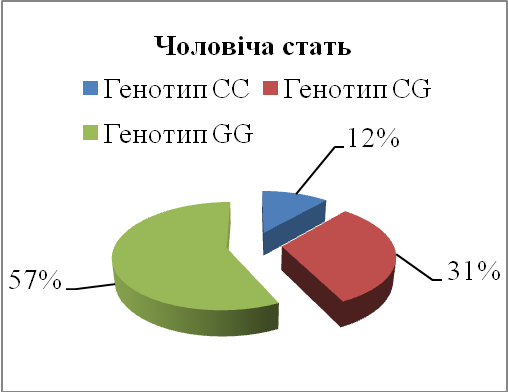 Чоловіча стать
Генотип CC Генотип CG
Генотип GG
12%
31%
57%